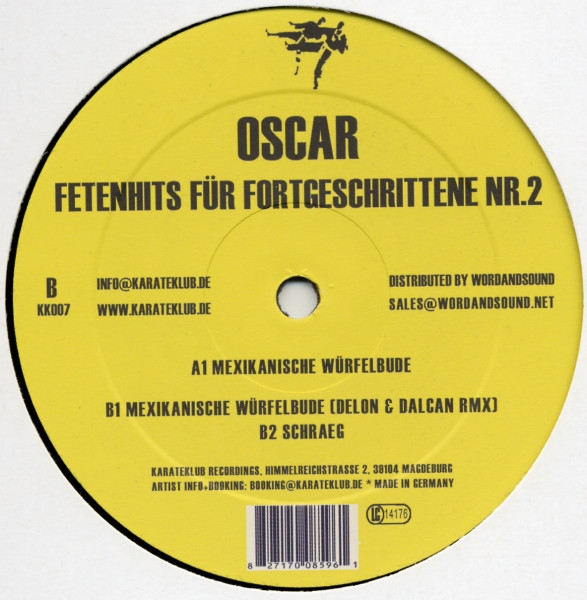 OSCAR
FETENHITS FÜR FORTGESCHRITTENE NR.2
B
KK007
INFO@KARATEKLUB.DE
WWW.KARATEKLUB.DE
DISTRIBUTED BY WORDANDSOUND
SALES@WORDANDSOUND.NET
A1 MEXIKANISCHE WÜRFELBUDE
B1 MEXIKANISCHE WÜRFELBUDE (DELON & DALCAN RMX)
B2 SCHRAEG
KARATEKLUB RECORDINGS, HIMMELREICHSTRASSE 2, 39104 MAGDEBURG
ARTIST INFO+BOOKING: BOOKING@KARATEKLUB.DE * MADE IN GERMANY
LC 14176
8 27170 08596 1